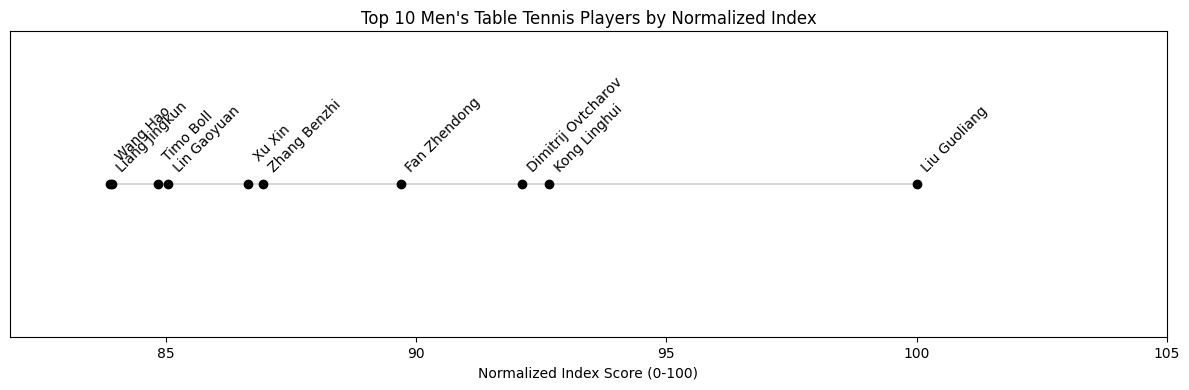 Top 10 Men's Table Tennis Players by Normalized Index
Wang Hao
Liang Jingkun
Timo Boll
Lin Gaoyuan
Xu Xin
Zhang Benzhi
Fan Zhendong
Dimitrij Ovtcharov
Kong Linghui
Liu Guoliang
85
90
95
100
105
Normalized Index Score (0-100)